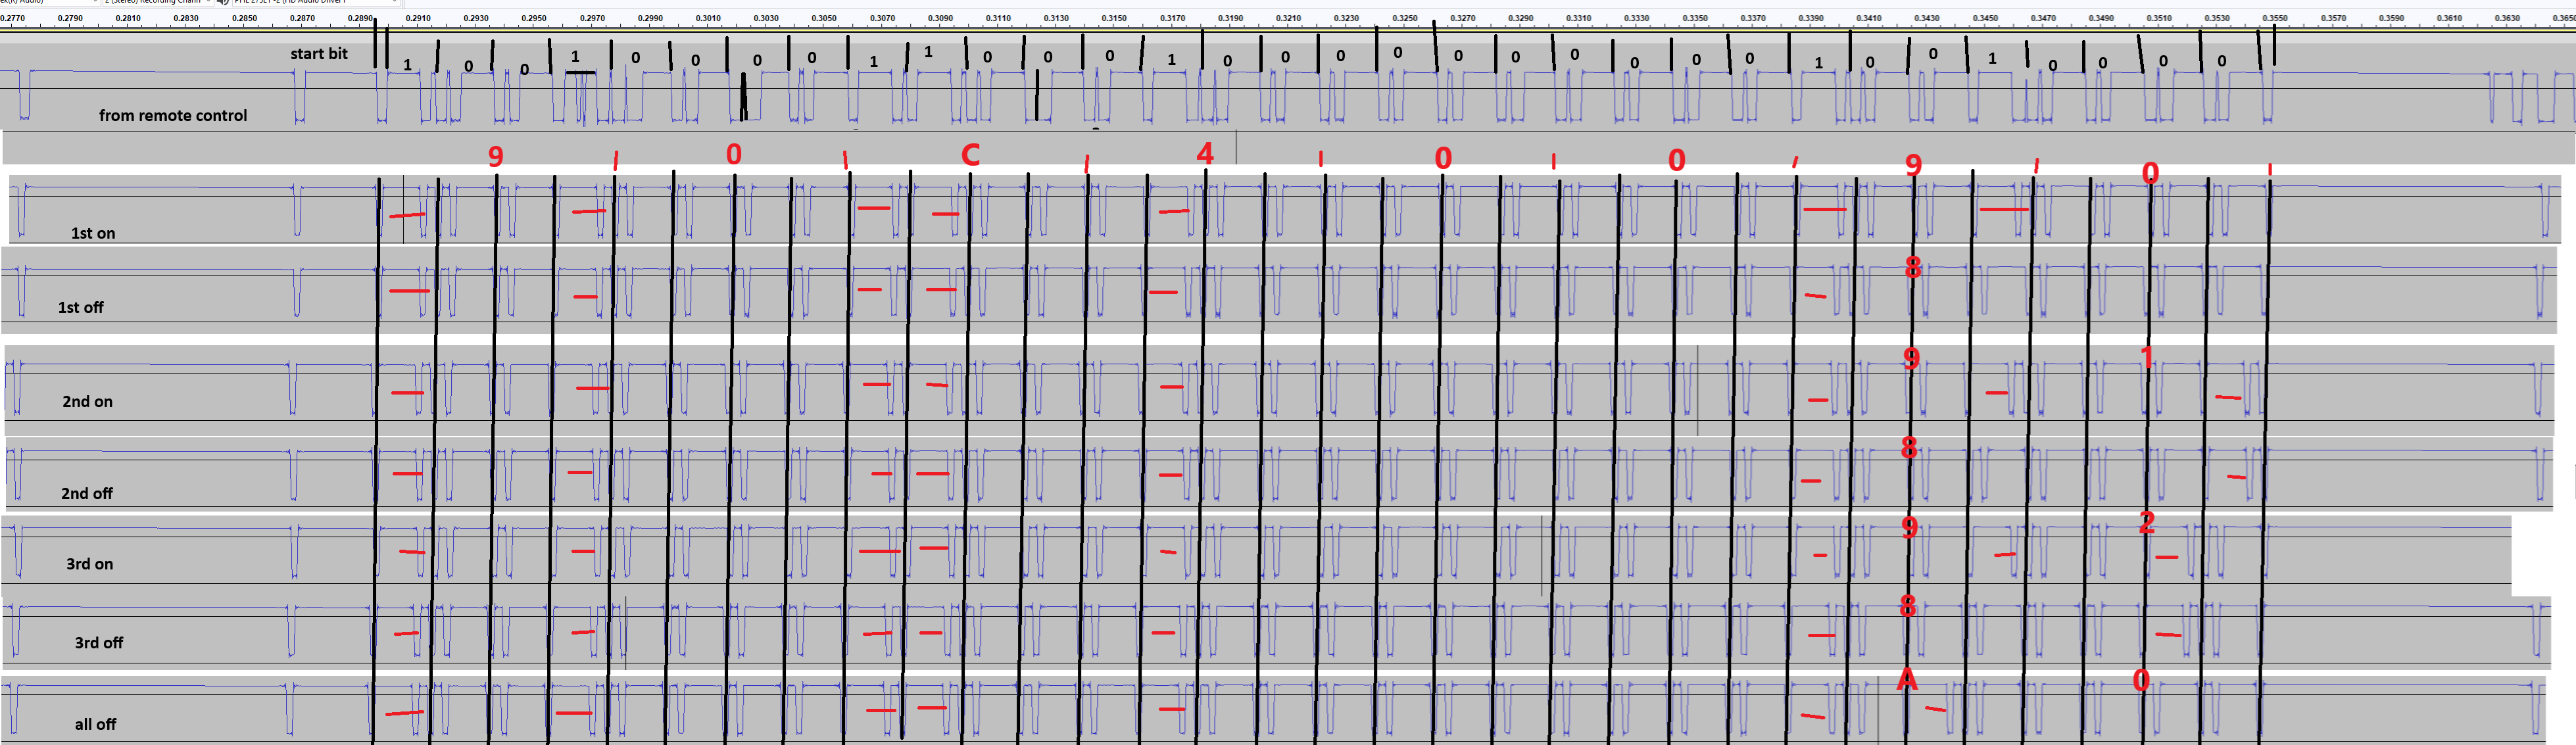 2 (Stereo) Recording Chann
0.2770 0.2790 0.2810 0.2830 0.2850 0.2870 0.2890 0.2910 0.2930 0.2950 0.2970 0.2990 0.3010 0.3030 0.3050 0.3070 0.3090 0.3110 0.3130 0.3150 0.3170 0.3190 0.3210 0.3230 0.3250 0.3270 0.3290 0.3310 0.3330 0.3350 0.3370 0.3390 0.3410 0.3430 0.3450 0.3470 0.3490 0.3510 0.3530 0.3550 0.3570 0.3590 0.3610 0.3630 0.365
start bit 1 0 0 1 0 0 0 0 1 1 0 0 0 1 0 0 0 0 0 0 0 0 0 0 1 0 0 1 0 0 0 0
from remote control
9 0 C 4 0 0 9 0
1st on
8
1st off
9 1
2nd on
8
2nd off
9 2
3rd on
8
3rd off
A 0
all off